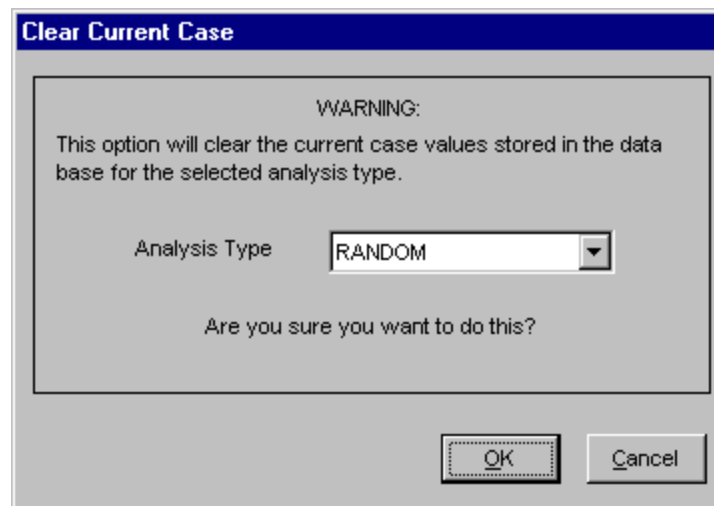 Clear Current Case
WARNING:
This option will clear the current case values stored in the data
base for the selected analysis type.
Analysis Type RANDOM
Are you sure you want to do this?
OK Cancel